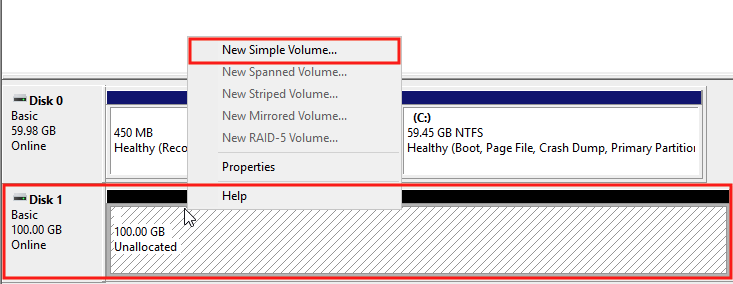 New Simple Volume...
New Spanned Volume...
New Striped Volume...
New Mirrored Volume...
New RAID-5 Volume...
Properties
Help
Disk 0
Basic
59.98 GB
Online
450 MB
Healthy (Reco
(C:)
59.45 GB NTFS
Healthy (Boot, Page File, Crash Dump, Primary Partition
Disk 1
Basic
100.00 GB
Online
100.00 GB
Unallocated